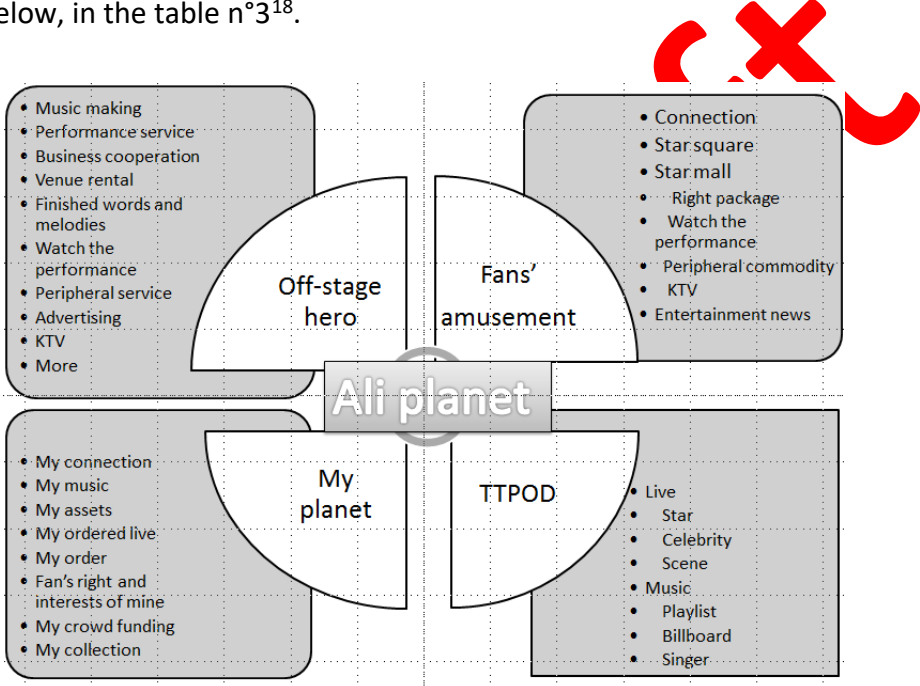 elow, in the table n°3¹⁸.
• Music making
• Performance service
• Business cooperation
• Venue rental
• Finished words and
melodies
• Watch the
performance
• Peripheral service
• Advertising
• KTV
• More
Off-stage
hero
Fans’
amusement
• Connection
• Star square
• Star mall
• Right package
• Watch the
performance
• Peripheral commodity
• KTV
• Entertainment news
Ali planet
• My connection
• My music
• My assets
• My ordered live
• My order
• Fan's right and
interests of mine
• My crowd funding
• My collection
My
planet
TTPOD
• Live
• Star
• Celebrity
• Scene
• Music
• Playlist
• Billboard
• Singer